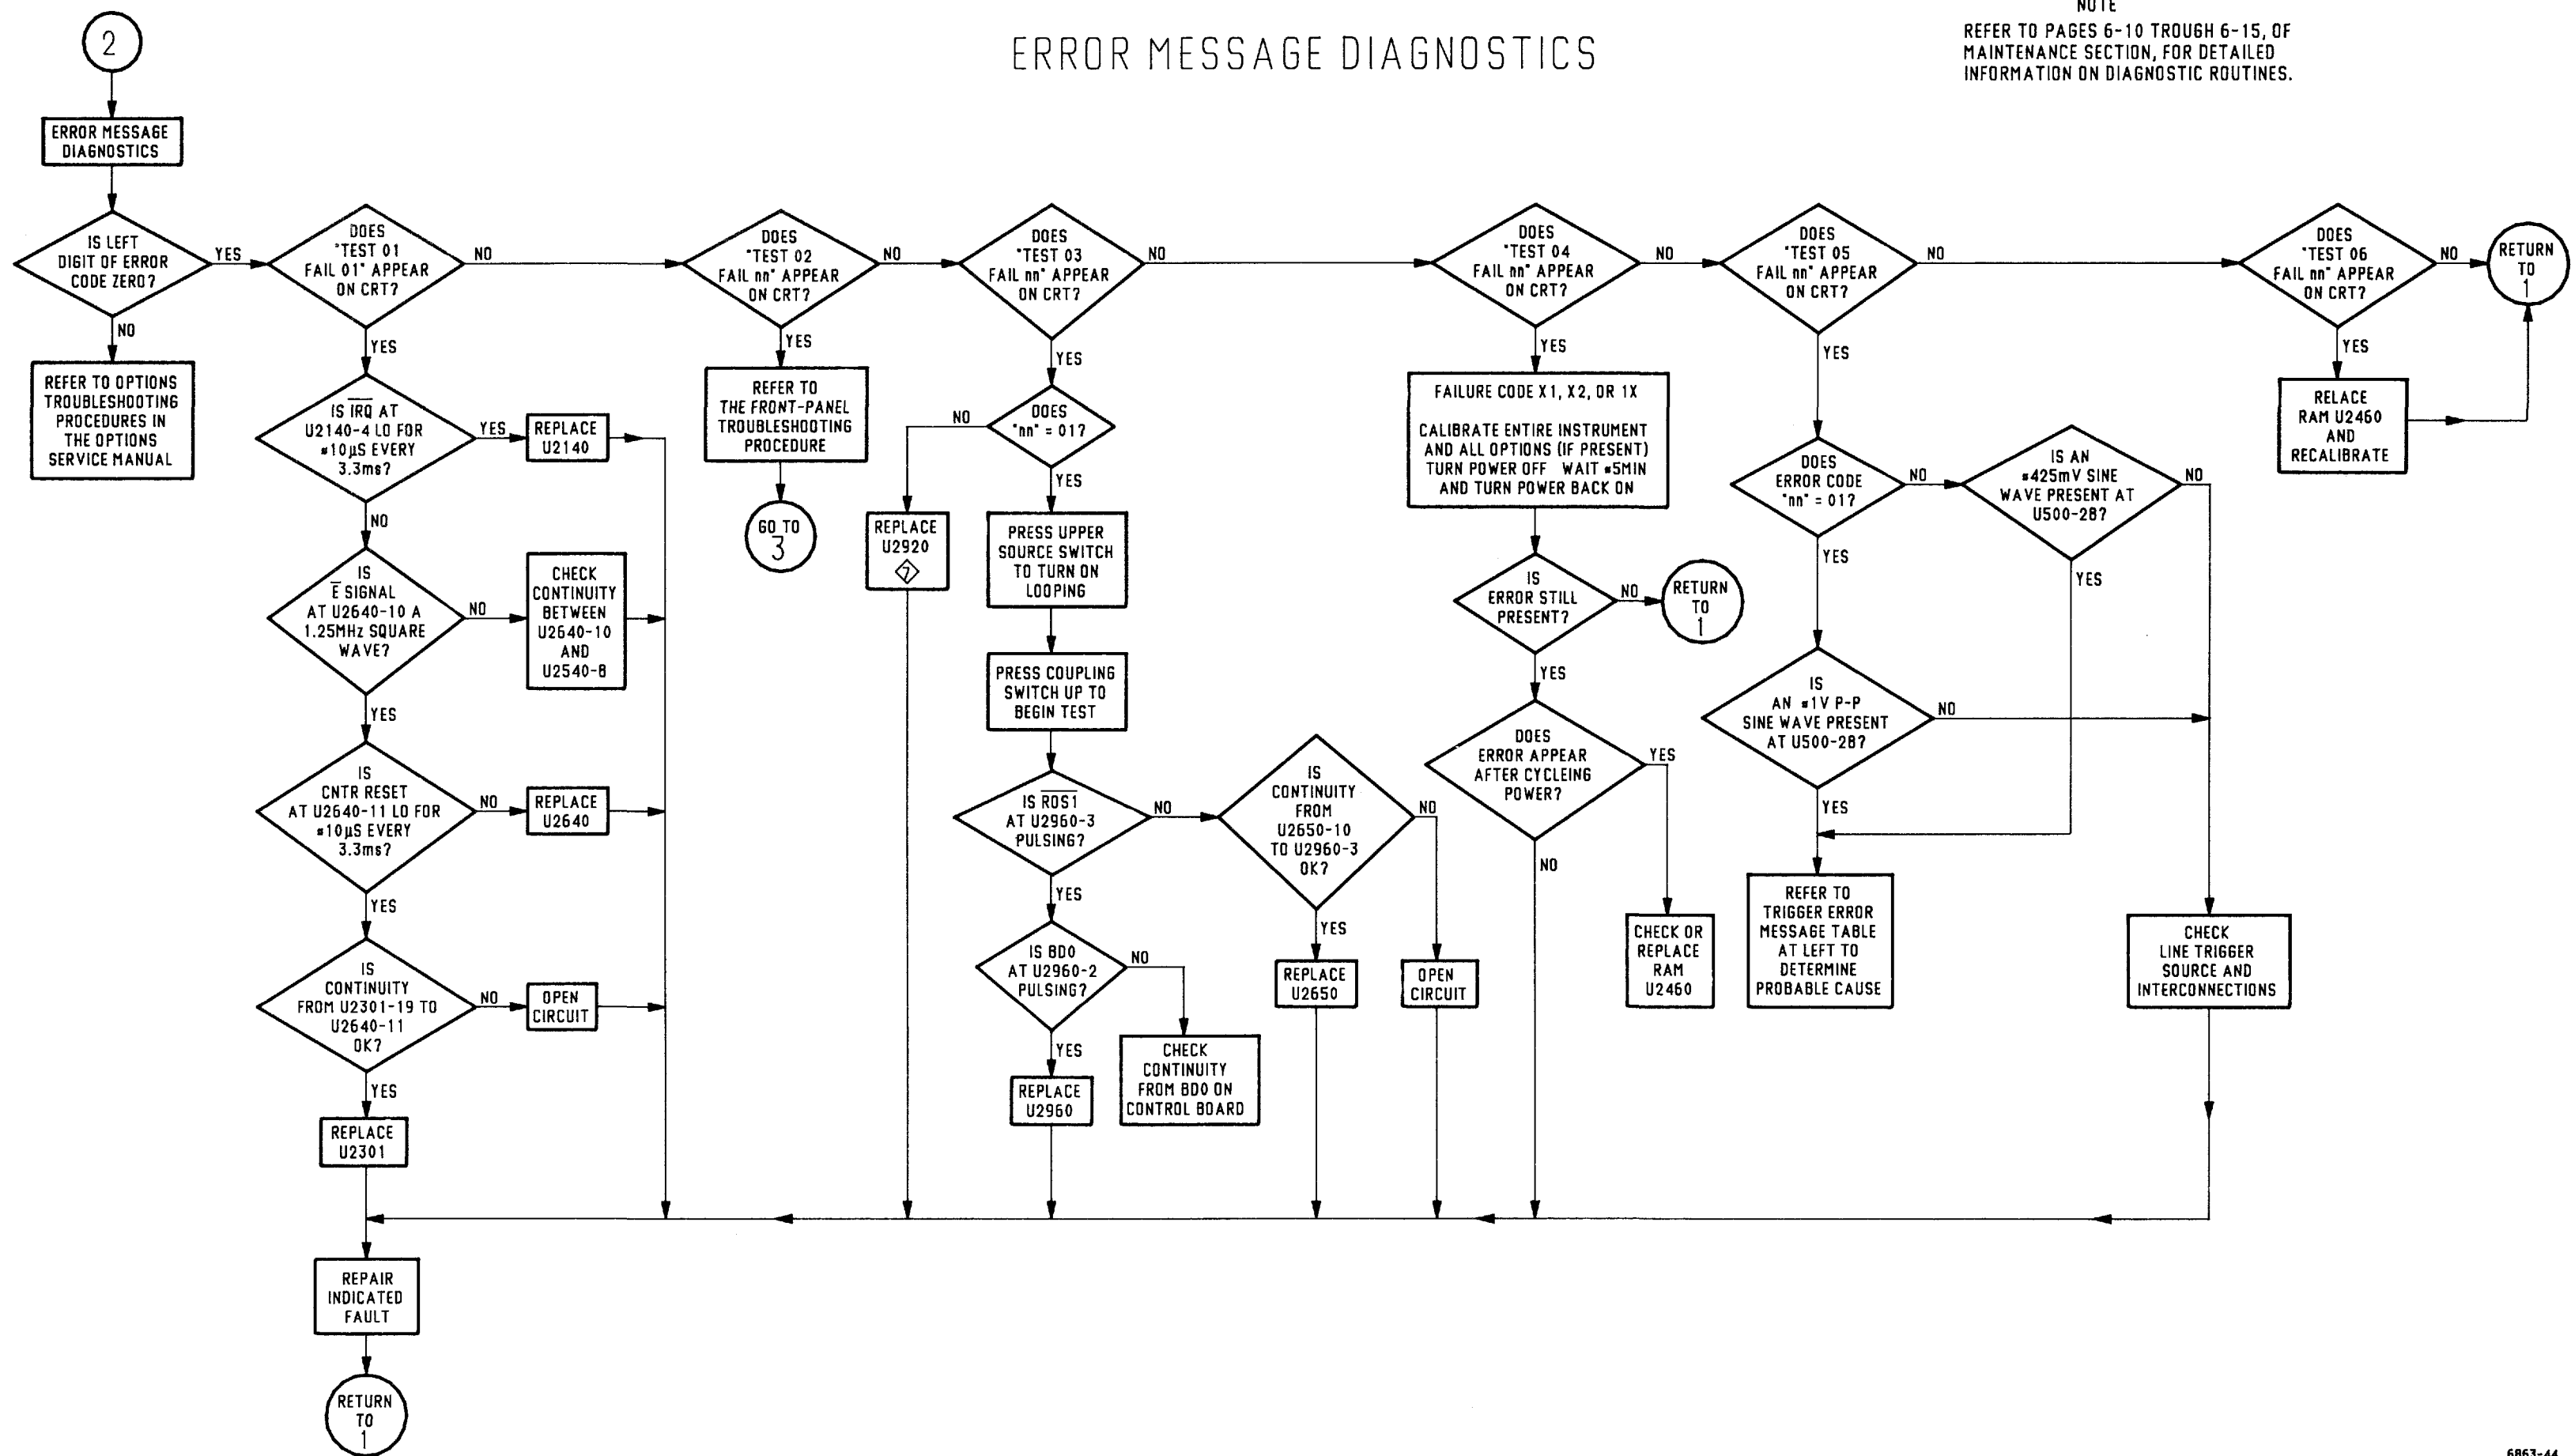 2
ERROR MESSAGE DIAGNOSTICS
NOTE
REFER TO PAGES 6-10 TROUGH 6-15, OF
MAINTENANCE SECTION, FOR DETAILED
INFORMATION ON DIAGNOSTIC ROUTINES.
ERROR MESSAGE
DIAGNOSTICS
IS LEFT
DIGIT OF ERROR
CODE ZERO?
YES
NO
REFER TO OPTIONS
TROUBLESHOOTING
PROCEDURES IN
THE OPTIONS
SERVICE MANUAL
DOES
"TEST 01
FAIL 01" APPEAR
ON CRT?
NO
YES
IS I̅R̅Q̅ AT
U2140-4 LO FOR
≈10µS EVERY
3.3ms?
YES
REPLACE
U2140
NO
IS
E̅ SIGNAL
AT U2640-10 A
1.25MHz SQUARE
WAVE?
NO
CHECK
CONTINUITY
BETWEEN
U2640-10
AND
U2540-8
YES
IS
CNTR RESET
AT U2640-11 LO FOR
≈10µS EVERY
3.3ms?
NO
REPLACE
U2640
YES
IS
CONTINUITY
FROM U2301-19 TO
U2640-11
OK?
NO
OPEN
CIRCUIT
YES
REPLACE
U2301
REPAIR
INDICATED
FAULT
RETURN
TO
1
DOES
"TEST 02
FAIL nn" APPEAR
ON CRT?
NO
YES
REFER TO
THE FRONT-PANEL
TROUBLESHOOTING
PROCEDURE
GO TO
3
DOES
"TEST 03
FAIL nn" APPEAR
ON CRT?
NO
YES
DOES
"nn" = 01?
NO
REPLACE
U2920
7
YES
PRESS UPPER
SOURCE SWITCH
TO TURN ON
LOOPING
PRESS COUPLING
SWITCH UP TO
BEGIN TEST
IS R̅O̅S̅1̅
AT U2960-3
PULSING?
NO
IS
CONTINUITY
FROM
U2650-10
TO U2960-3
OK?
NO
OPEN
CIRCUIT
YES
REPLACE
U2650
YES
IS BD0
AT U2960-2
PULSING?
NO
CHECK
CONTINUITY
FROM BD0 ON
CONTROL BOARD
YES
REPLACE
U2960
DOES
"TEST 04
FAIL nn" APPEAR
ON CRT?
NO
YES
FAILURE CODE X1, X2, OR 1X
CALIBRATE ENTIRE INSTRUMENT
AND ALL OPTIONS (IF PRESENT)
TURN POWER OFF WAIT ≈5MIN
AND TURN POWER BACK ON
IS
ERROR STILL
PRESENT?
NO
RETURN
TO
1
YES
DOES
ERROR APPEAR
AFTER CYCLEING
POWER?
YES
CHECK OR
REPLACE
RAM
U2460
NO
DOES
"TEST 05
FAIL nn" APPEAR
ON CRT?
NO
YES
DOES
ERROR CODE
"nn" = 01?
NO
IS AN
≈425mV SINE
WAVE PRESENT AT
U500-28?
NO
YES
YES
IS
AN ≈1V P-P
SINE WAVE PRESENT
AT U500-28?
NO
YES
REFER TO
TRIGGER ERROR
MESSAGE TABLE
AT LEFT TO
DETERMINE
PROBABLE CAUSE
CHECK
LINE TRIGGER
SOURCE AND
INTERCONNECTIONS
DOES
"TEST 06
FAIL nn" APPEAR
ON CRT?
NO
RETURN
TO
1
YES
RELACE
RAM U2460
AND
RECALIBRATE
6863-44